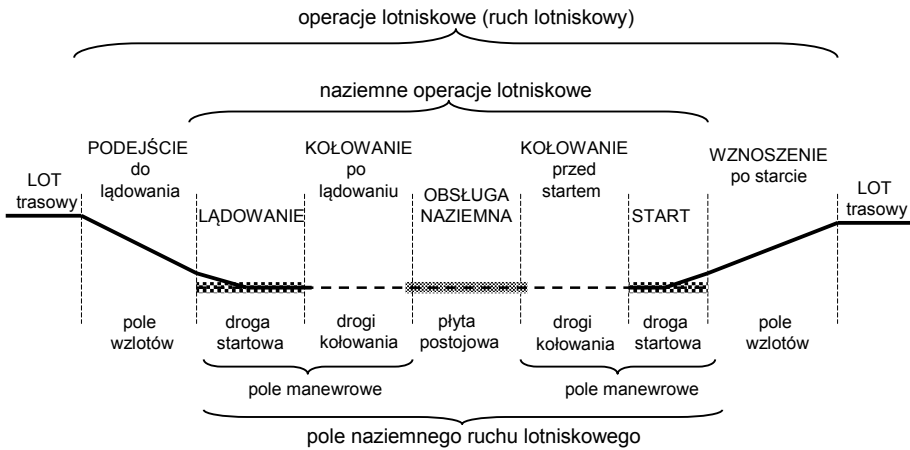 operacje lotniskowe (ruch lotniskowy)
naziemne operacje lotniskowe
LOT
trasowy
PODEJŚCIE
do
lądowania
LĄDOWANIE
KOŁOWANIE
po
lądowaniu
OBSŁUGA
NAZIEMNA
KOŁOWANIE
przed
startem
START
WZNOSZENIE
po starcie
LOT
trasowy
pole
wzlotów
droga
startowa
drogi
kołowania
płyta
postojowa
drogi
kołowania
droga
startowa
pole
wzlotów
pole manewrowe
pole manewrowe
pole naziemnego ruchu lotniskowego